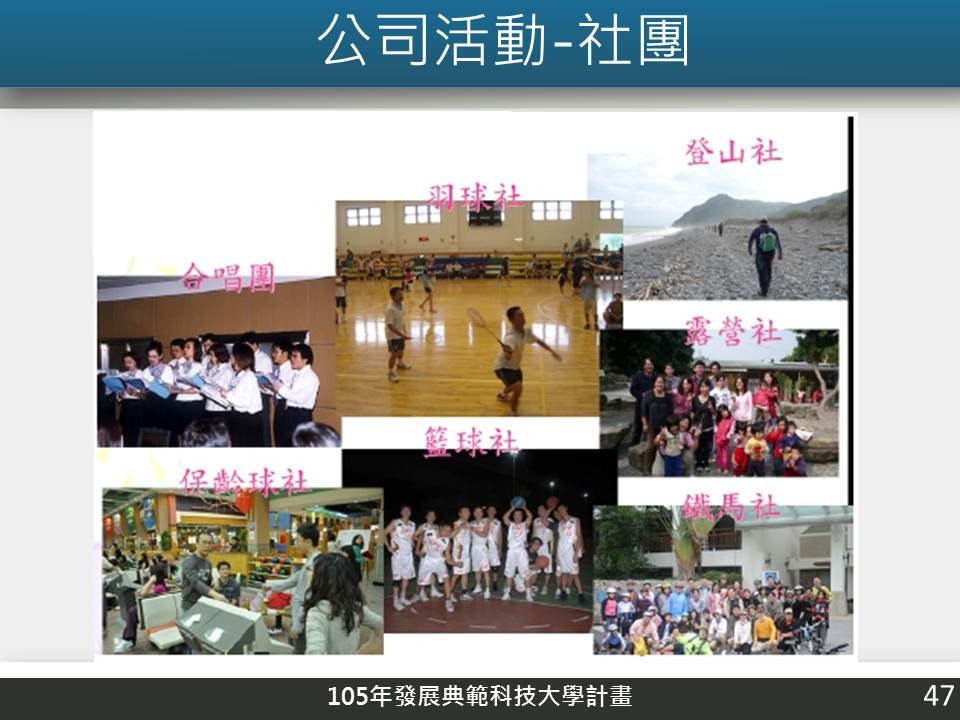 公司活動-社團
登山社
羽球社
合唱團
露營社
籃球社
保齡球社
鐵馬社
105年發展典範科技大學計畫
47